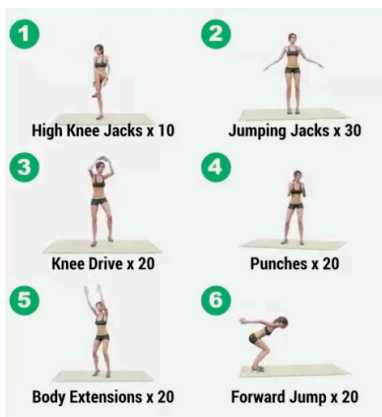 1
2
High Knee Jacks x 10
Jumping Jacks x 30
3
4
Knee Drive x 20
Punches x 20
5
6
Body Extensions x 20
Forward Jump x 20